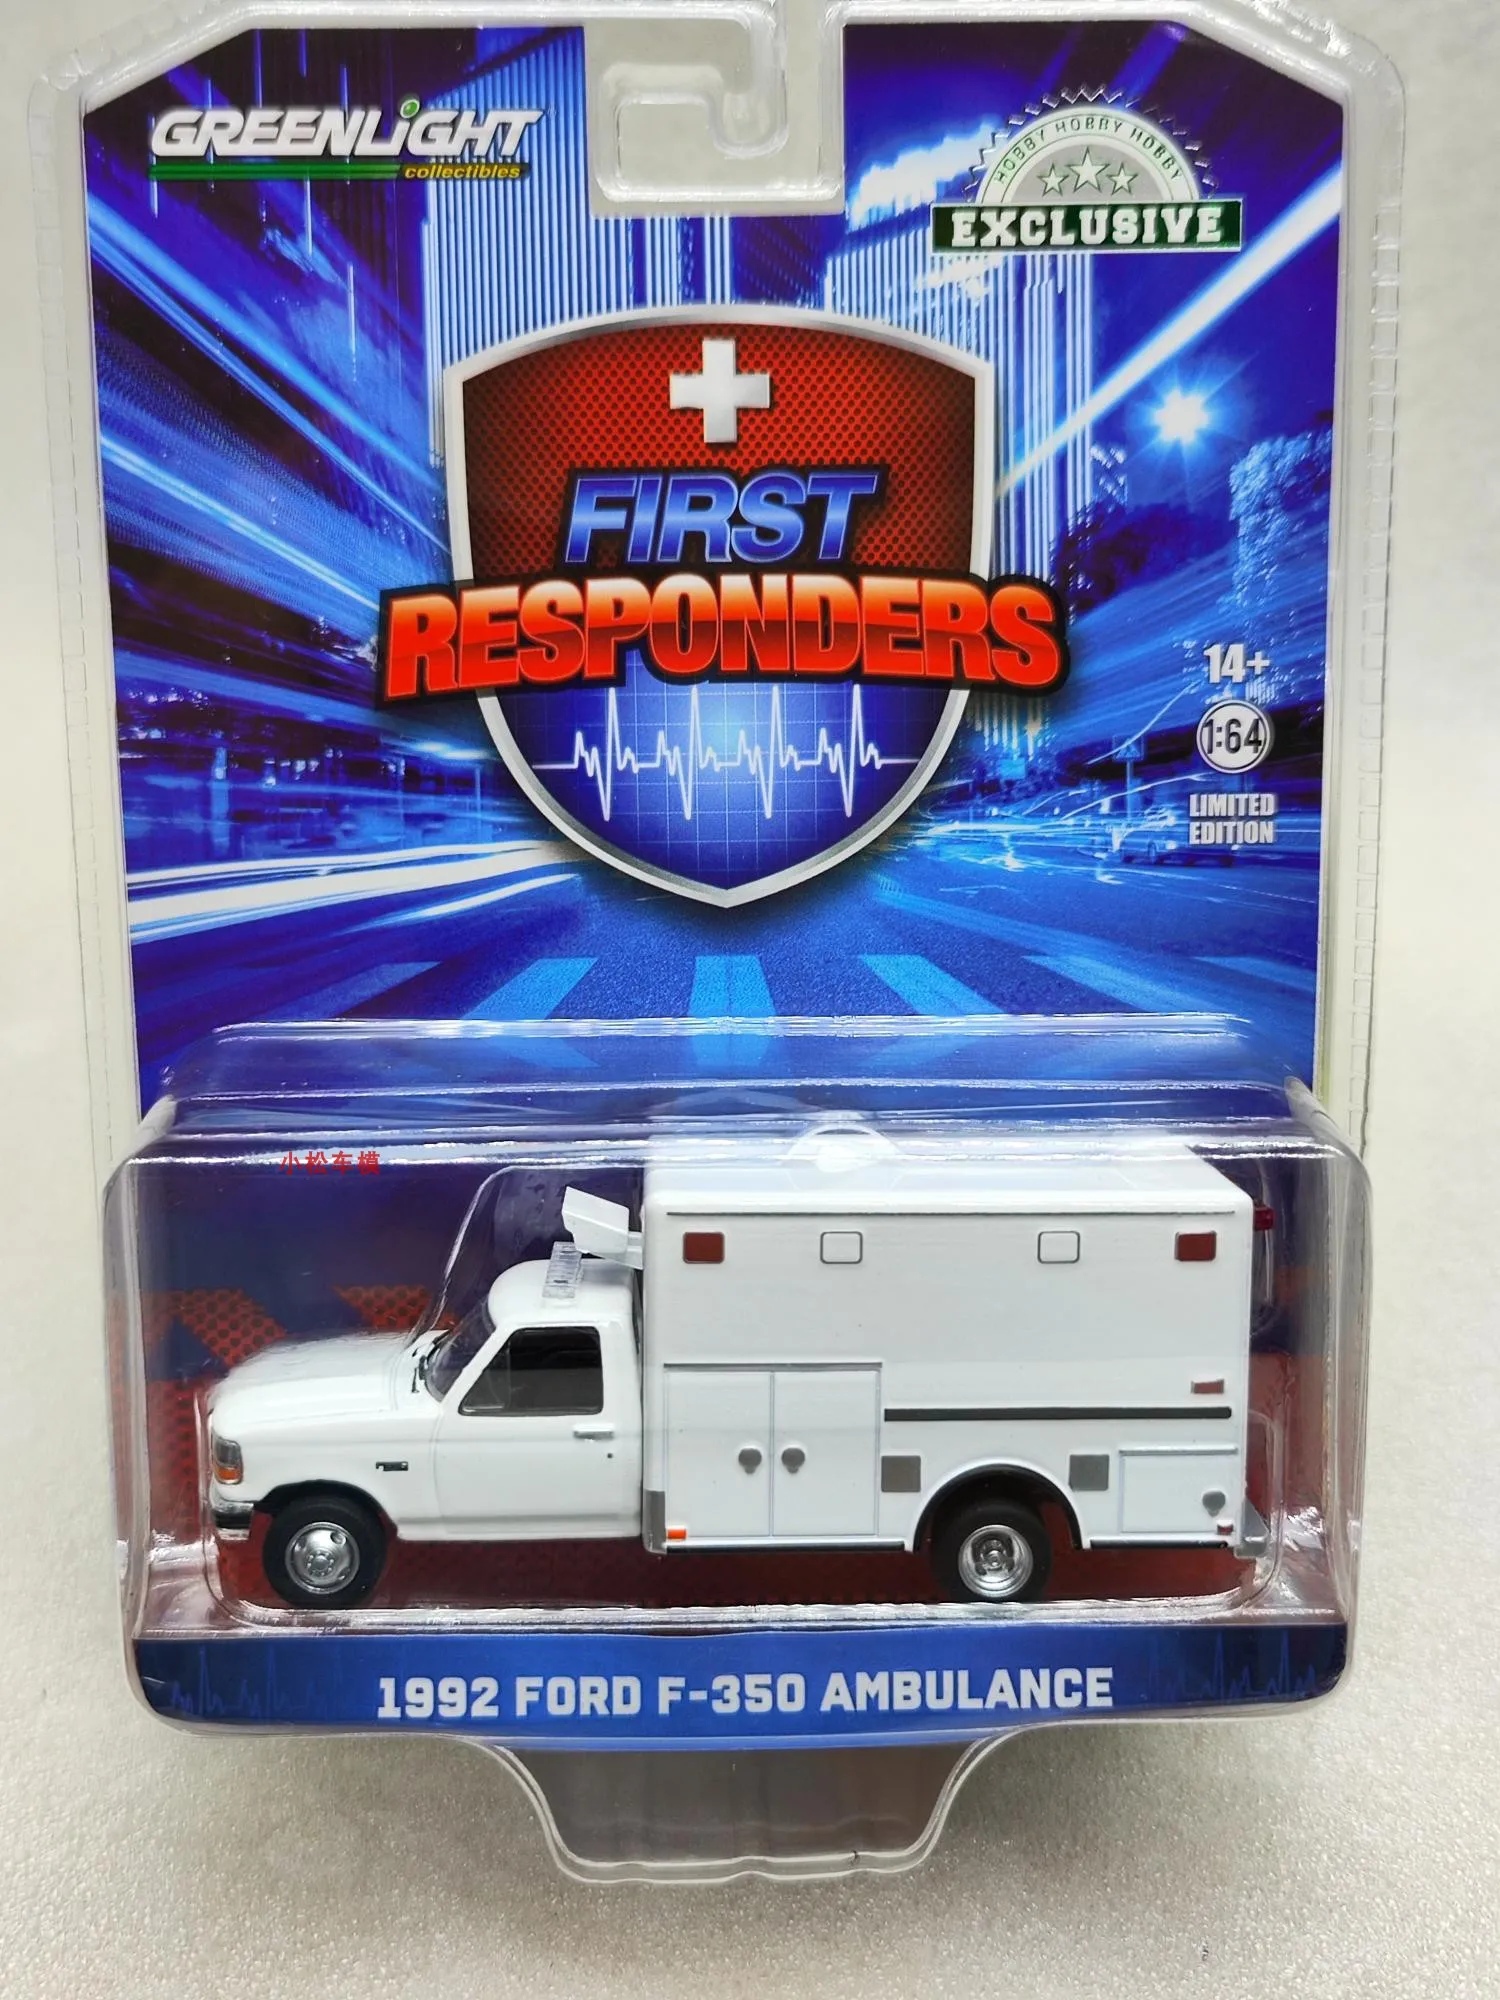 GREENLiGHT
collectibles
HOBBY HOBBY HOBBY
EXCLUSIVE
FIRST
RESPONDERS
14+
1:64
LIMITED
EDITION
小松车模
1992 FORD F-350 AMBULANCE